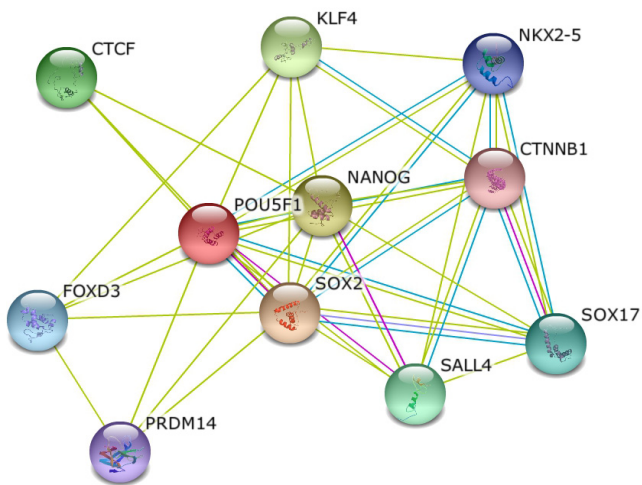 KLF4
NKX2-5
CTCF
CTNNB1
NANOG
POU5F1
FOXD3
SOX2
SOX17
SALL4
PRDM14